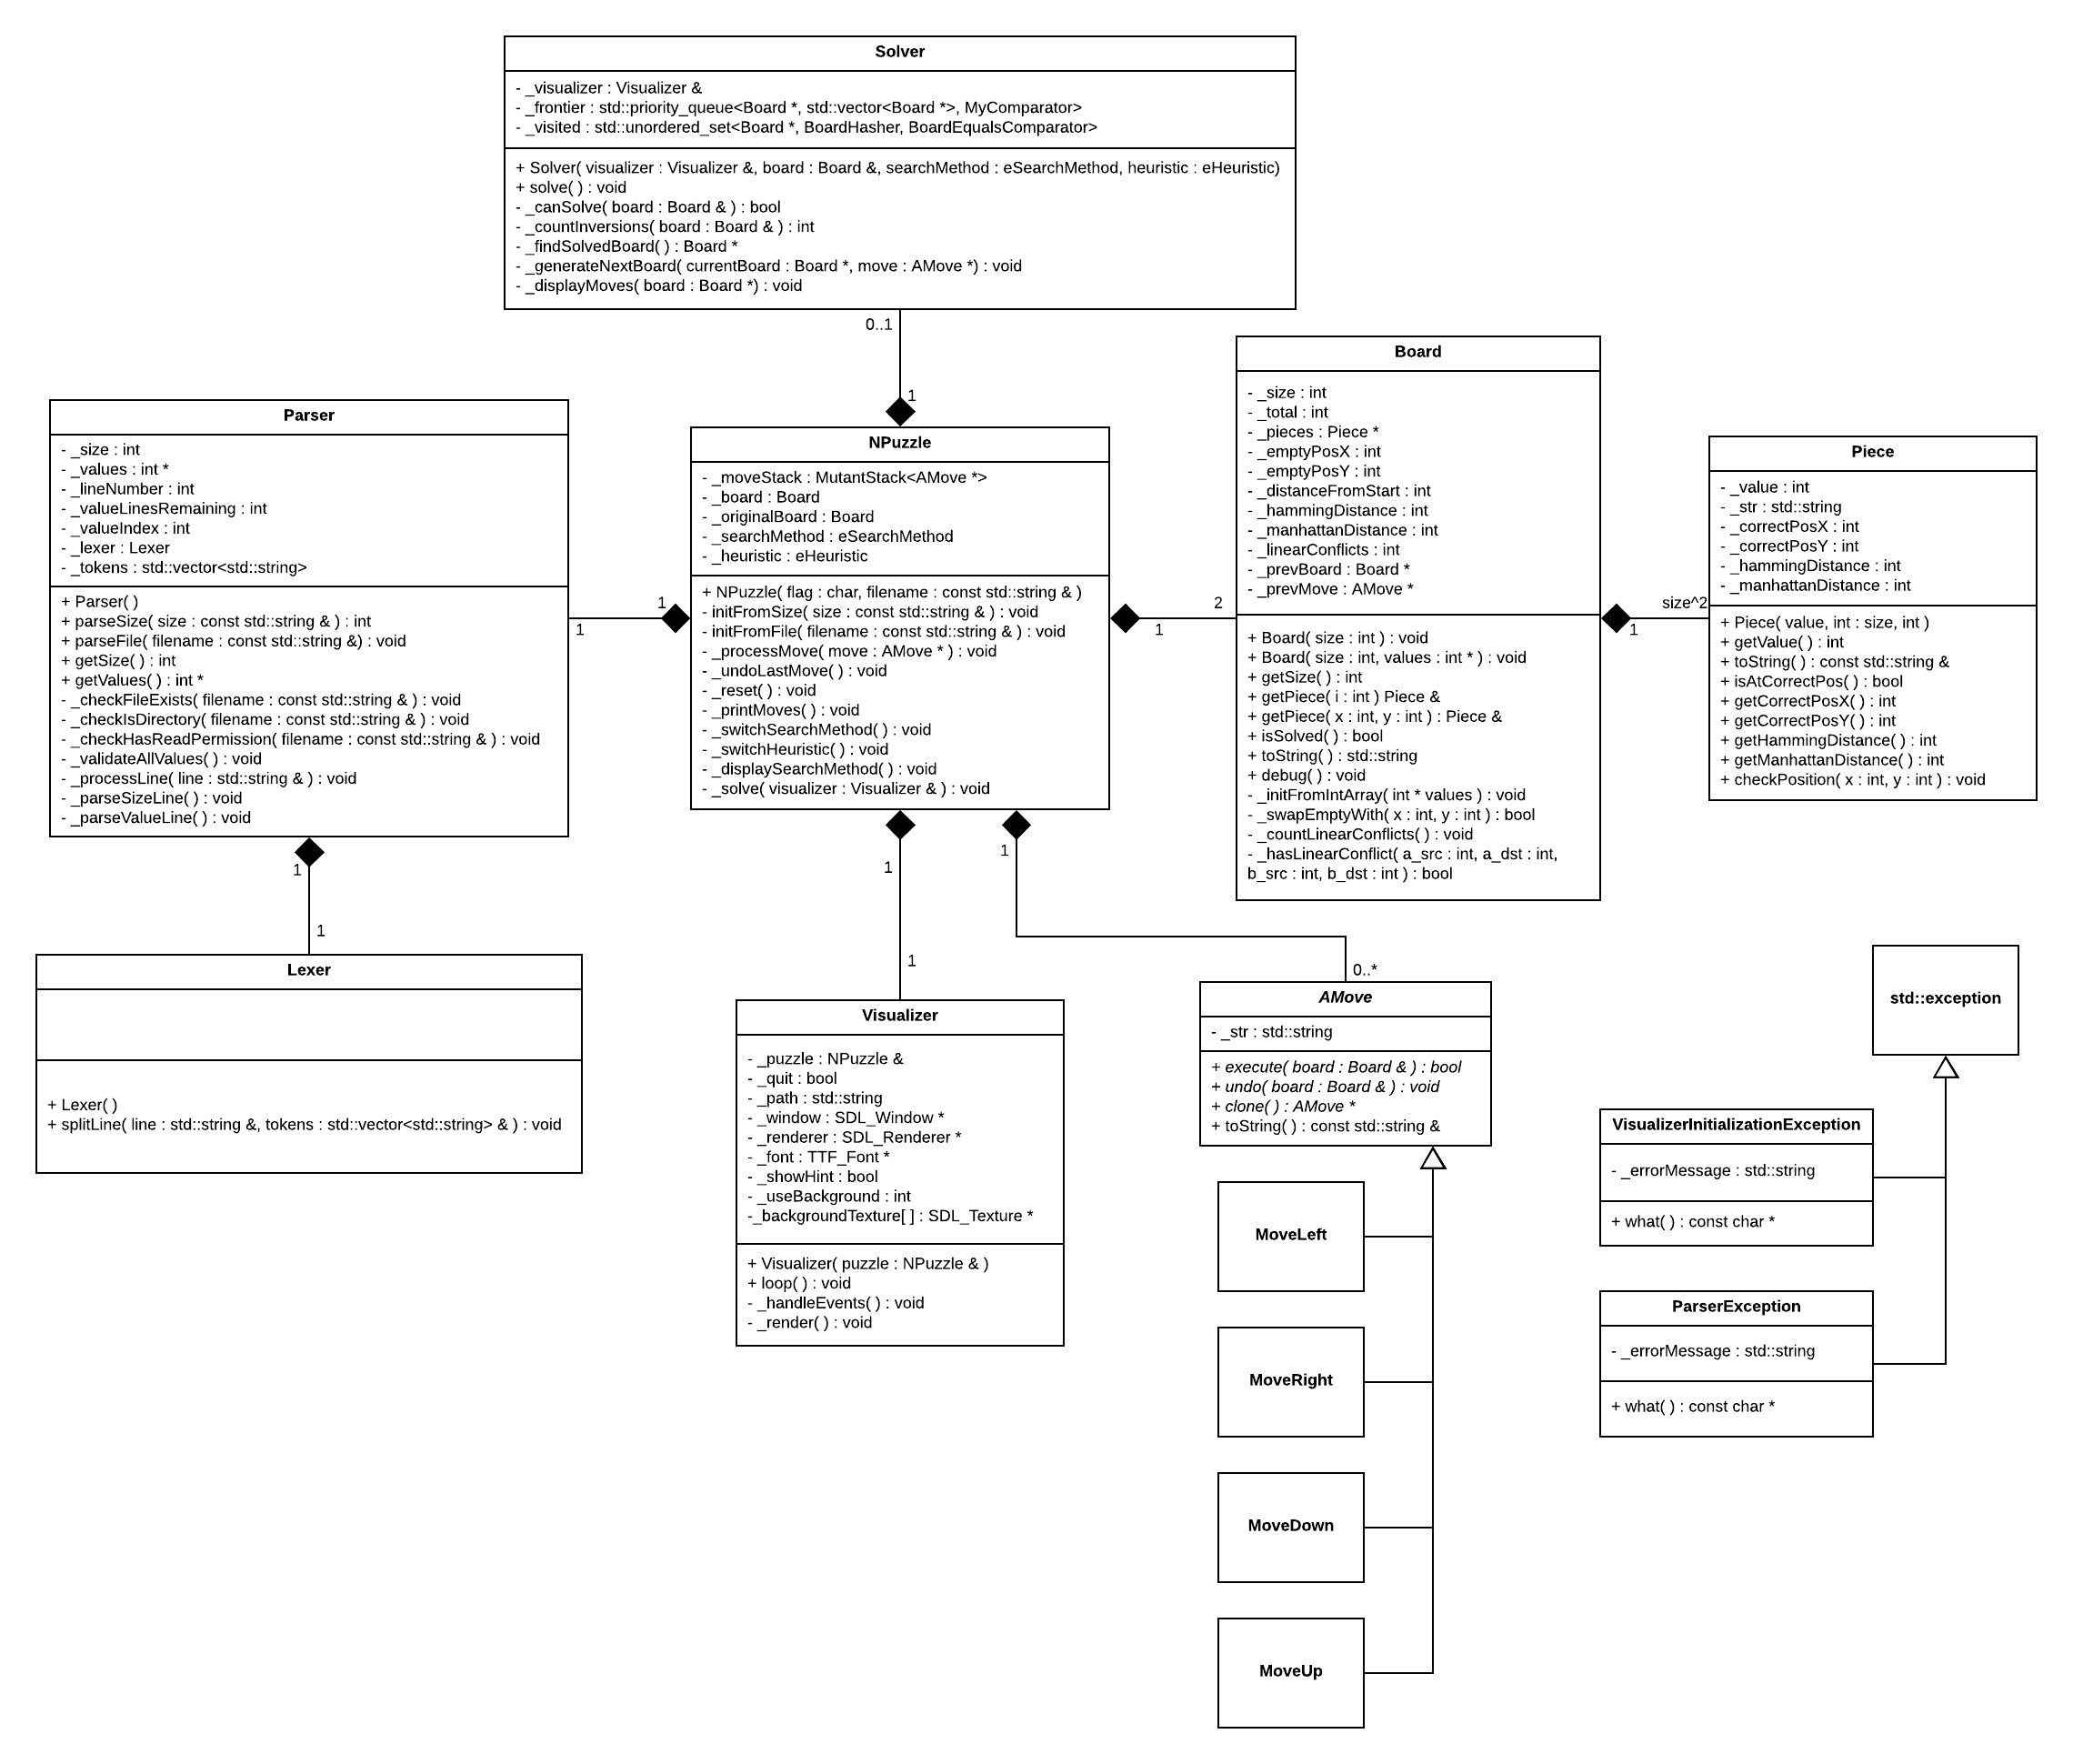 Solver
- _visualizer : Visualizer &
- _frontier : std::priority_queue<Board *, std::vector<Board *>, MyComparator>
- _visited : std::unordered_set<Board *, BoardHasher, BoardEqualsComparator>
+ Solver( visualizer : Visualizer &, board : Board &, searchMethod : eSearchMethod, heuristic : eHeuristic)
+ solve( ) : void
- _canSolve( board : Board & ) : bool
- _countInversions( board : Board & ) : int
- _findSolvedBoard( ) : Board *
- _generateNextBoard( currentBoard : Board *, move : AMove *) : void
- _displayMoves( board : Board *) : void
0..1
1
Parser
- _size : int
- _values : int *
- _lineNumber : int
- _valueLinesRemaining : int
- _valueIndex : int
- _lexer : Lexer
- _tokens : std::vector<std::string>
+ Parser( )
+ parseSize( size : const std::string & ) : int
+ parseFile( filename : const std::string &) : void
+ getSize( ) : int
+ getValues( ) : int *
- _checkFileExists( filename : const std::string & ) : void
- _checkIsDirectory( filename : const std::string & ) : void
- _checkHasReadPermission( filename : const std::string & ) : void
- _validateAllValues( ) : void
- _processLine( line : std::string & ) : void
- _parseSizeLine( ) : void
- _parseValueLine( ) : void
1
1
NPuzzle
- _moveStack : MutantStack<AMove *>
- _board : Board
- _originalBoard : Board
- _searchMethod : eSearchMethod
- _heuristic : eHeuristic
+ NPuzzle( flag : char, filename : const std::string & )
- initFromSize( size : const std::string & ) : void
- initFromFile( filename : const std::string & ) : void
- _processMove( move : AMove * ) : void
- _undoLastMove( ) : void
- _reset( ) : void
- _printMoves( ) : void
- _switchSearchMethod( ) : void
- _switchHeuristic( ) : void
- _displaySearchMethod( ) : void
- _solve( visualizer : Visualizer & ) : void
2
1
Board
- _size : int
- _total : int
- _pieces : Piece *
- _emptyPosX : int
- _emptyPosY : int
- _distanceFromStart : int
- _hammingDistance : int
- _manhattanDistance : int
- _linearConflicts : int
- _prevBoard : Board *
- _prevMove : AMove *
+ Board( size : int ) : void
+ Board( size : int, values : int * ) : void
+ getSize( ) : int
+ getPiece( i : int ) Piece &
+ getPiece( x : int, y : int ) : Piece &
+ isSolved( ) : bool
+ toString( ) : std::string
+ debug( ) : void
- _initFromIntArray( int * values ) : void
- _swapEmptyWith( x : int, y : int ) : bool
- _countLinearConflicts( ) : void
- _hasLinearConflict( a_src : int, a_dst : int,
b_src : int, b_dst : int ) : bool
size^2
1
Piece
- _value : int
- _str : std::string
- _correctPosX : int
- _correctPosY : int
- _hammingDistance : int
- _manhattanDistance : int
+ Piece( value, int : size, int )
+ getValue( ) : int
+ toString( ) : const std::string &
+ isAtCorrectPos( ) : bool
+ getCorrectPosX( ) : int
+ getCorrectPosY( ) : int
+ getHammingDistance( ) : int
+ getManhattanDistance( ) : int
+ checkPosition( x : int, y : int ) : void
1
1
Lexer
+ Lexer( )
+ splitLine( line : std::string &, tokens : std::vector<std::string> & ) : void
1
1
Visualizer
- _puzzle : NPuzzle &
- _quit : bool
- _path : std::string
- _window : SDL_Window *
- _renderer : SDL_Renderer *
- _font : TTF_Font *
- _showHint : bool
- _useBackground : int
-_backgroundTexture[ ] : SDL_Texture *
+ Visualizer( puzzle : NPuzzle & )
+ loop( ) : void
- _handleEvents( ) : void
- _render( ) : void
1
0..*
AMove
- _str : std::string
+ execute( board : Board & ) : bool
+ undo( board : Board & ) : void
+ clone( ) : AMove *
+ toString( ) : const std::string &
MoveLeft
MoveRight
MoveDown
MoveUp
std::exception
VisualizerInitializationException
- _errorMessage : std::string
+ what( ) : const char *
ParserException
- _errorMessage : std::string
+ what( ) : const char *